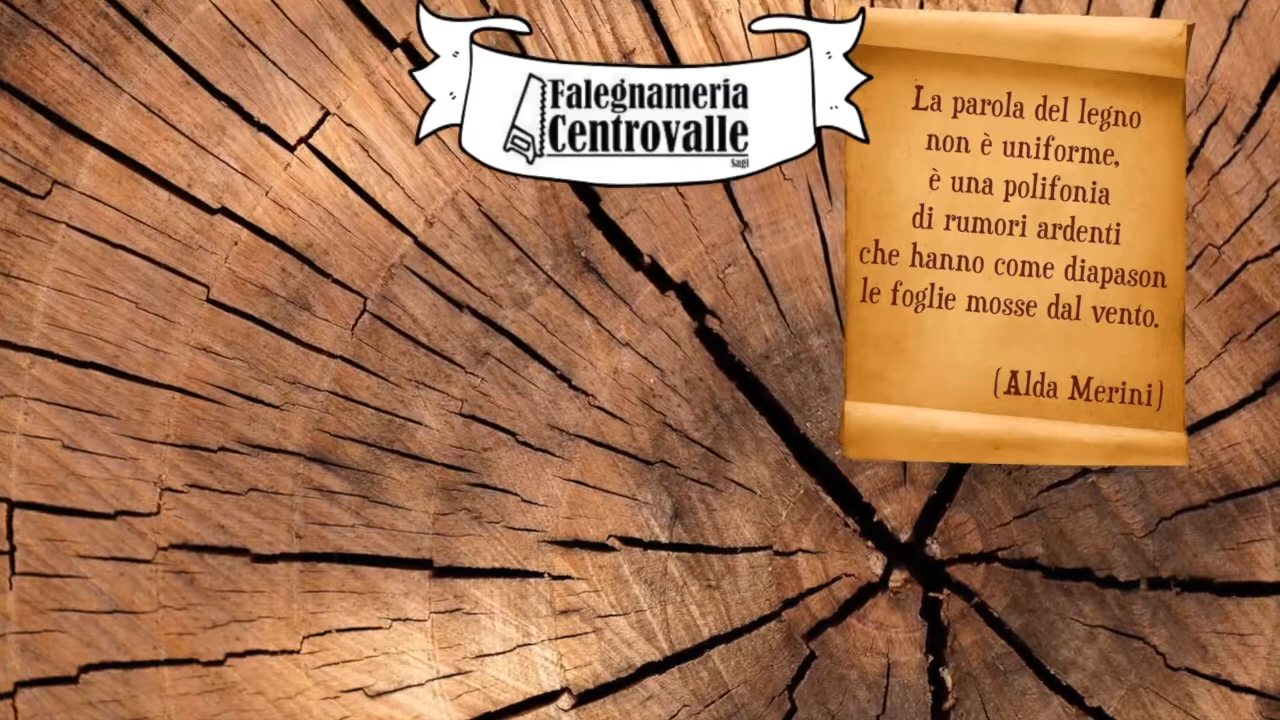 Falegnameria
Centrovalle
Sagl
La parola del legno
non è uniforme,
è una polifonia
di rumori ardenti
che hanno come diapason
le foglie mosse dal vento.
(Alda Merini)